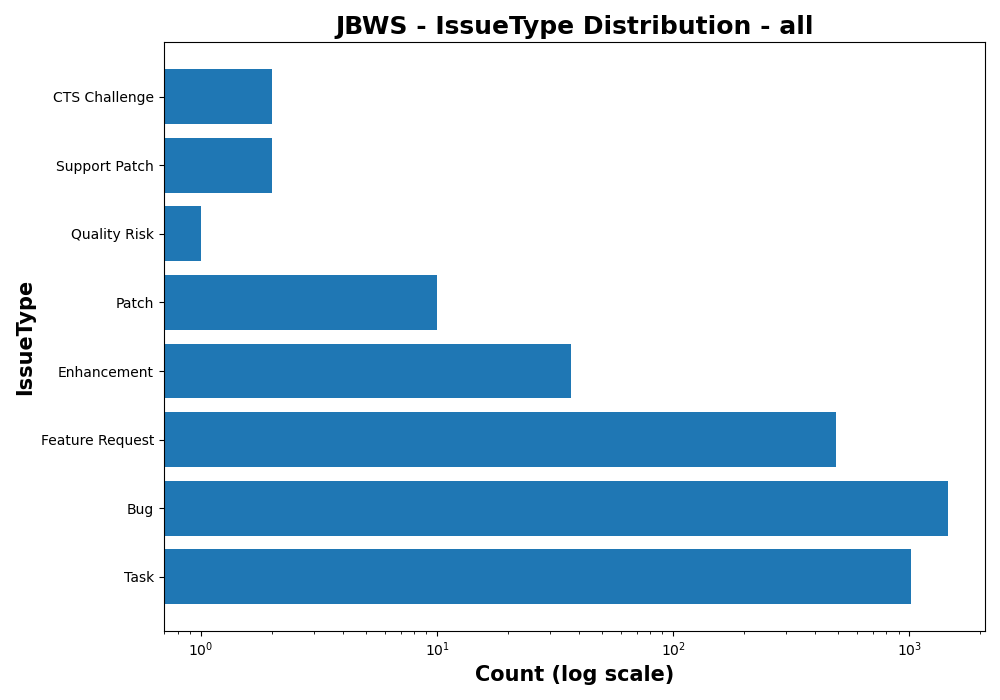 JBWS - IssueType Distribution - all
CTS Challenge
Support Patch
Quality Risk
Patch
Enhancement
Feature Request
Bug
Task
IssueType
10⁰ 10¹ 10² 10³
Count (log scale)